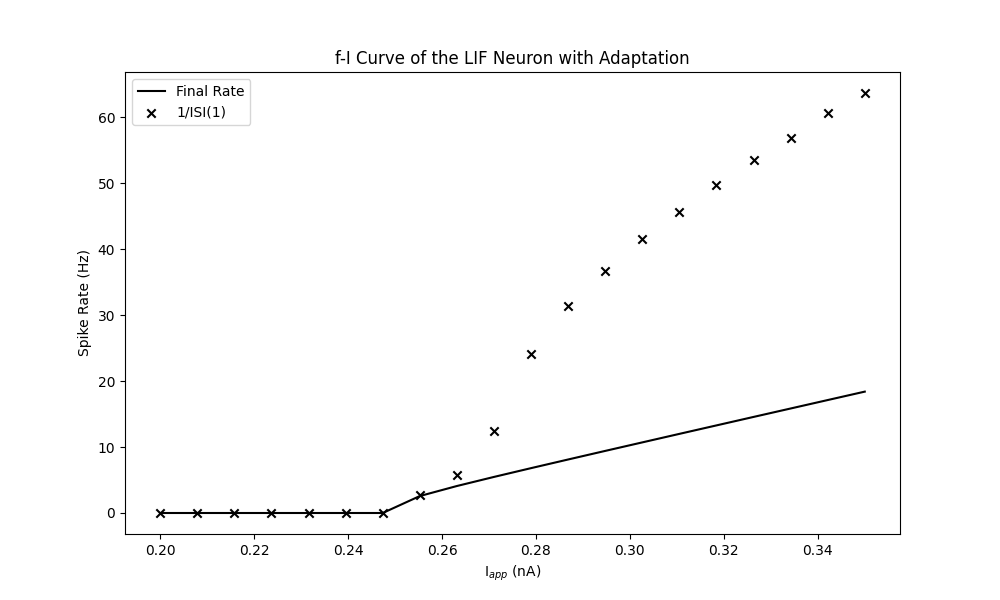 f-I Curve of the LIF Neuron with Adaptation
Final Rate
1/ISI(1)
Spike Rate (Hz)
60
50
40
30
20
10
0
0.20 0.22 0.24 0.26 0.28 0.30 0.32 0.34
I_app (nA)